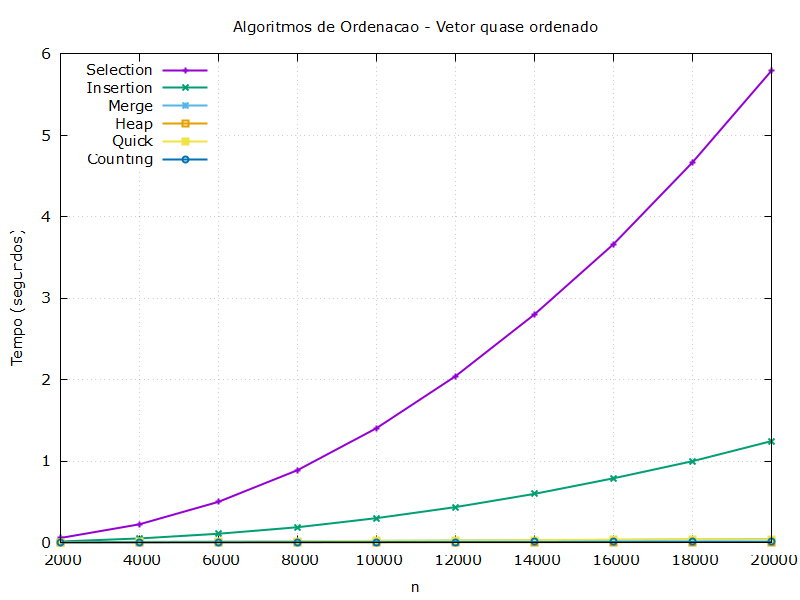 Algoritmos de Ordenacao - Vetor quase ordenado
Selection
Insertion
Merge
Heap
Quick
Counting
Tempo (segundos)
6
5
4
3
2
1
0
2000 4000 6000 8000 10000 12000 14000 16000 18000 20000
n